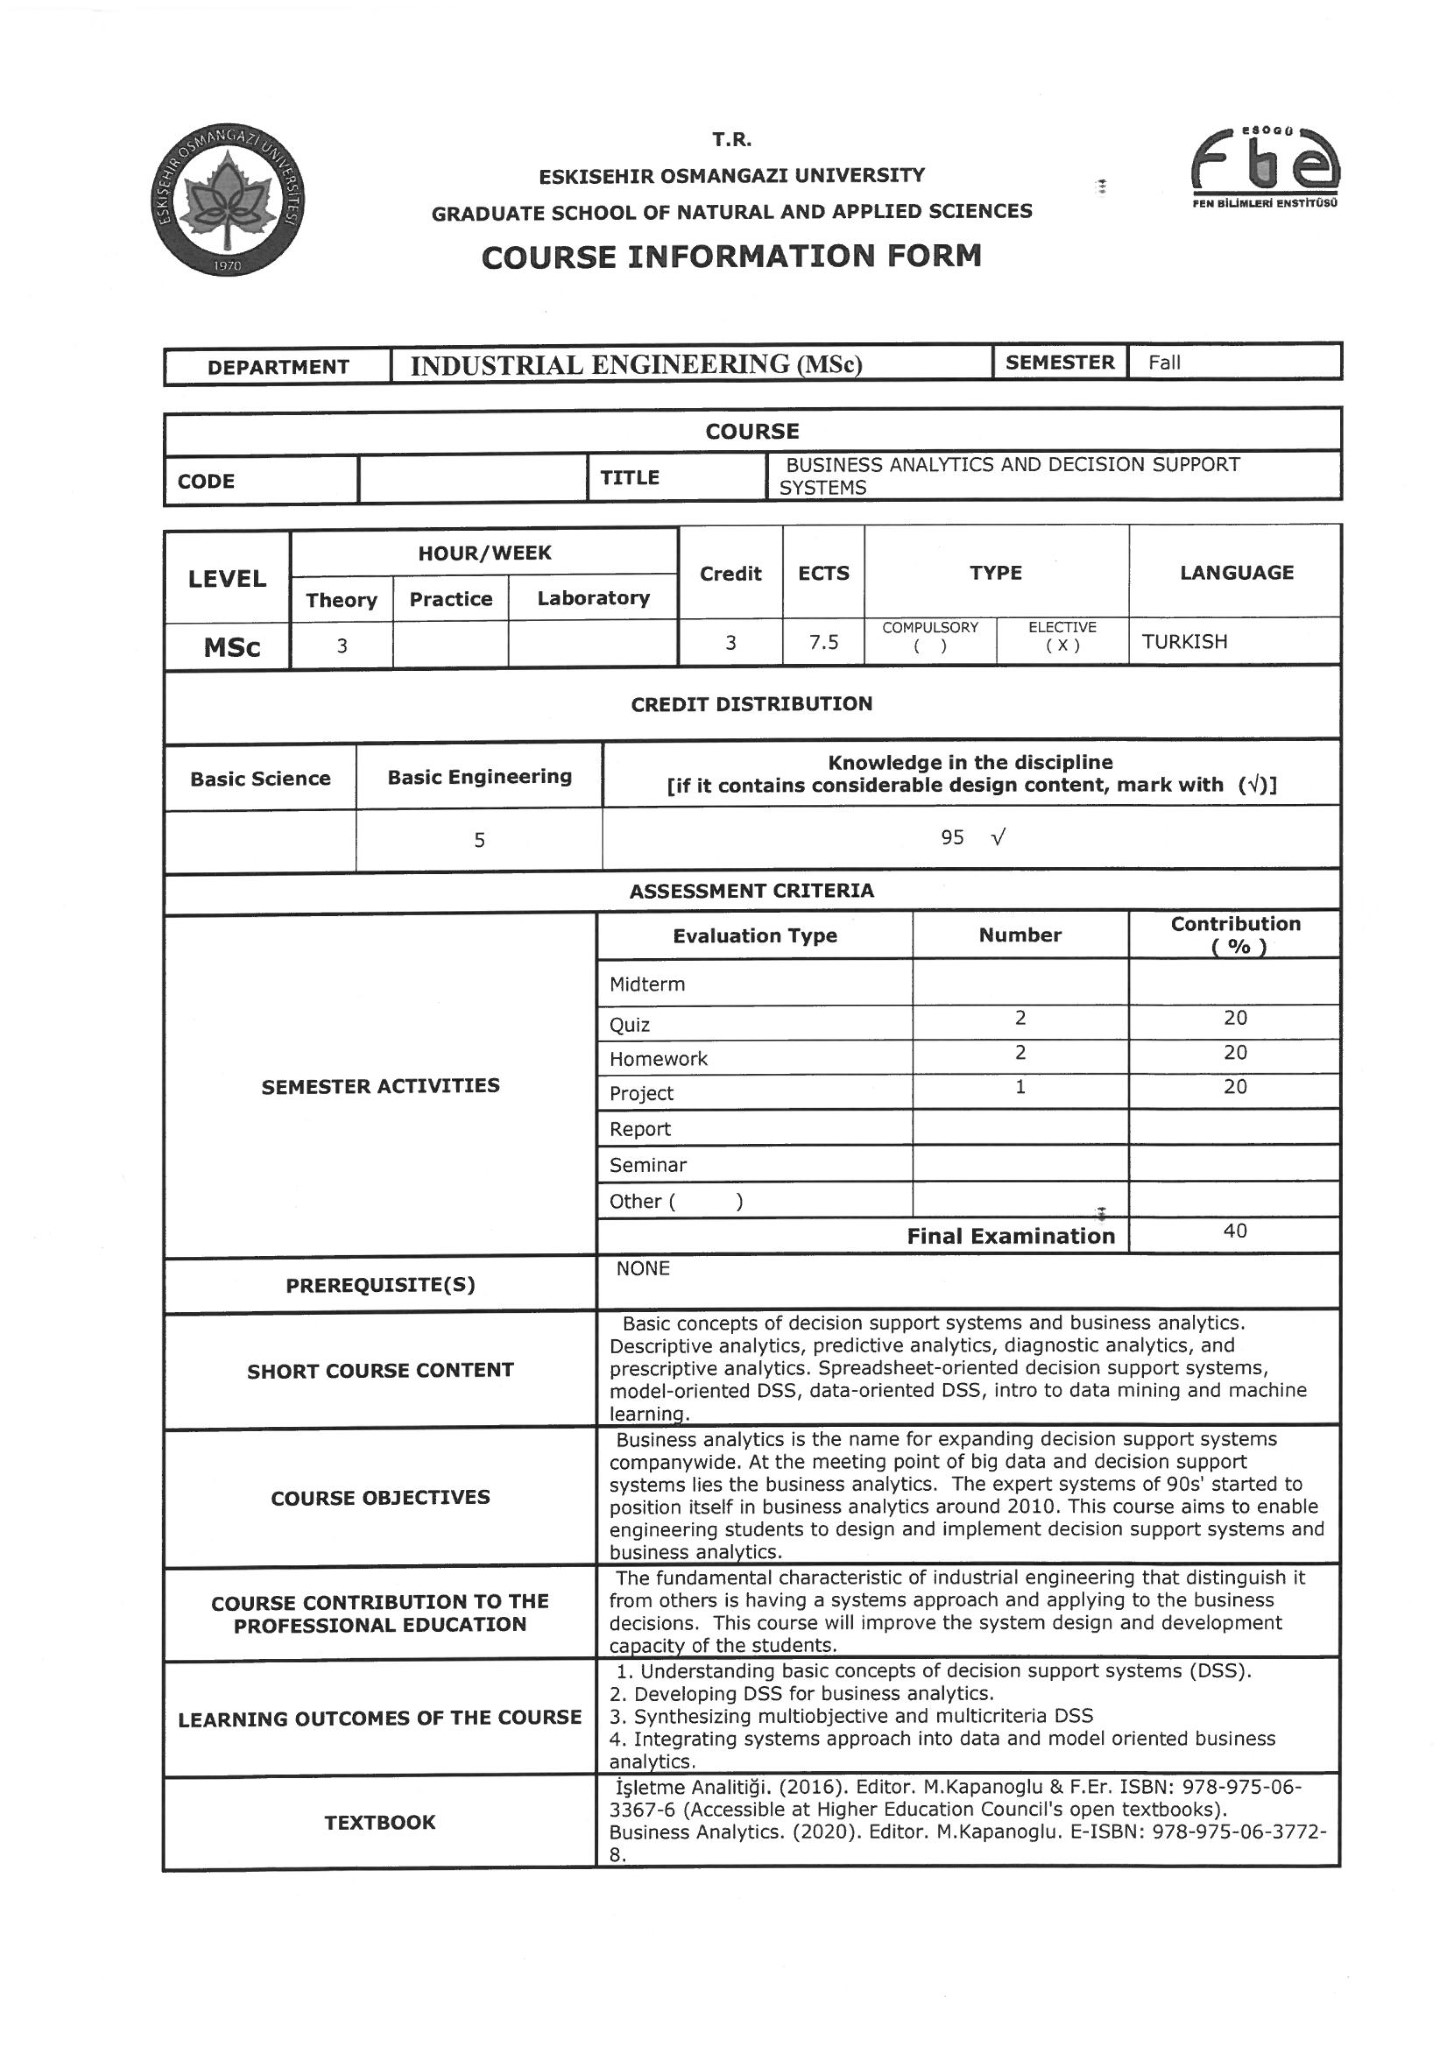 ESKİŞEHİR OSMANGAZİ ÜNİVERSİTESİ
1970
T.R.
ESKISEHIR OSMANGAZI UNIVERSITY
GRADUATE SCHOOL OF NATURAL AND APPLIED SCIENCES
COURSE INFORMATION FORM
ESOGÜ
fbe
FEN BİLİMLERİ ENSTİTÜSÜ
DEPARTMENT INDUSTRIAL ENGINEERING (MSc) SEMESTER Fall
COURSE
CODE TITLE BUSINESS ANALYTICS AND DECISION SUPPORT
SYSTEMS
LEVEL HOUR/WEEK Credit ECTS TYPE LANGUAGE
Theory Practice Laboratory
MSc 3 3 7.5 COMPULSORY ( ) ELECTIVE ( X ) TURKISH
CREDIT DISTRIBUTION
Basic Science Basic Engineering Knowledge in the discipline
[if it contains considerable design content, mark with (√)]
5 95 √
ASSESSMENT CRITERIA
SEMESTER ACTIVITIES
Evaluation Type Number Contribution
( % )
Midterm
Quiz 2 20
Homework 2 20
Project 1 20
Report
Seminar
Other ( )
Final Examination 40
PREREQUISITE(S) NONE
SHORT COURSE CONTENT
Basic concepts of decision support systems and business analytics.
Descriptive analytics, predictive analytics, diagnostic analytics, and
prescriptive analytics. Spreadsheet-oriented decision support systems,
model-oriented DSS, data-oriented DSS, intro to data mining and machine
learning.
COURSE OBJECTIVES
Business analytics is the name for expanding decision support systems
companywide. At the meeting point of big data and decision support
systems lies the business analytics. The expert systems of 90s' started to
position itself in business analytics around 2010. This course aims to enable
engineering students to design and implement decision support systems and
business analytics.
COURSE CONTRIBUTION TO THE
PROFESSIONAL EDUCATION
The fundamental characteristic of industrial engineering that distinguish it
from others is having a systems approach and applying to the business
decisions. This course will improve the system design and development
capacity of the students.
LEARNING OUTCOMES OF THE COURSE
1. Understanding basic concepts of decision support systems (DSS).
2. Developing DSS for business analytics.
3. Synthesizing multiobjective and multicriteria DSS
4. Integrating systems approach into data and model oriented business
analytics.
TEXTBOOK
İşletme Analitiği. (2016). Editor. M.Kapanoglu & F.Er. ISBN: 978-975-06-
3367-6 (Accessible at Higher Education Council's open textbooks).
Business Analytics. (2020). Editor. M.Kapanoglu. E-ISBN: 978-975-06-3772-
8.